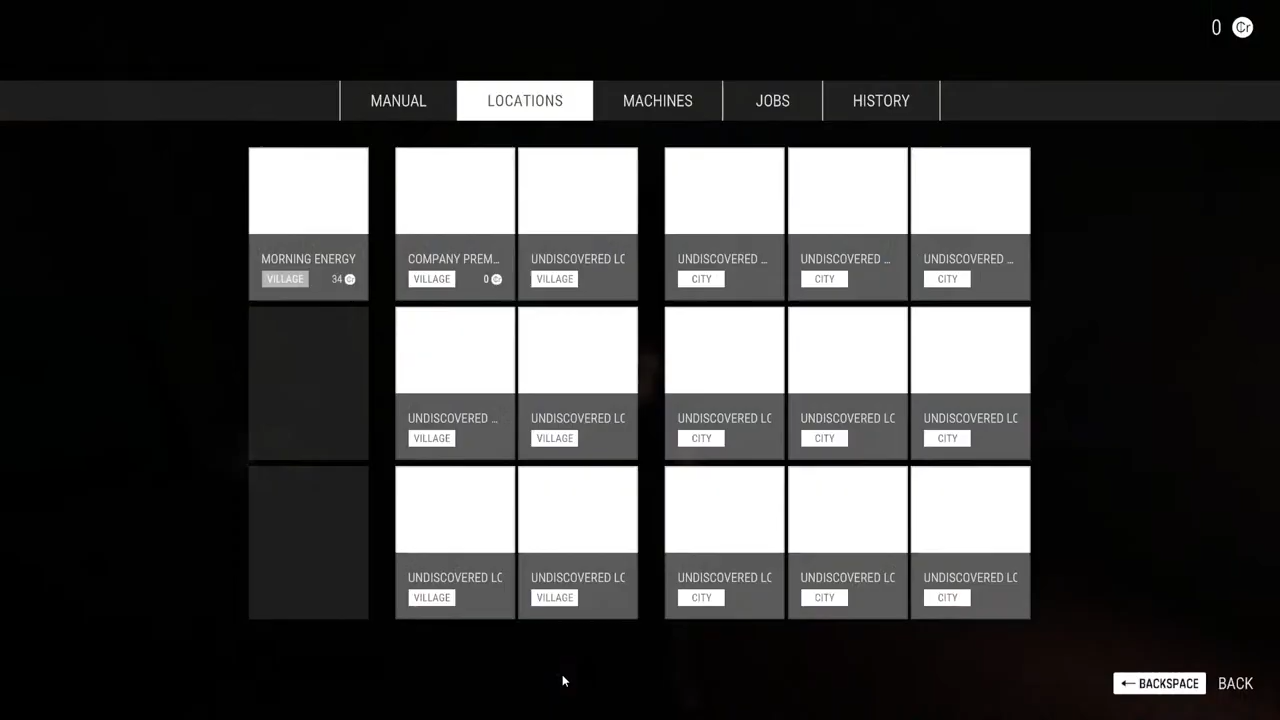 0 Cr
MANUAL LOCATIONS MACHINES JOBS HISTORY
MORNING ENERGY COMPANY PREM... UNDISCOVERED LC UNDISCOVERED ... UNDISCOVERED ... UNDISCOVERED ...
VILLAGE 34 Cr VILLAGE 0 Cr VILLAGE CITY CITY CITY
UNDISCOVERED ... UNDISCOVERED LC UNDISCOVERED LC UNDISCOVERED LC UNDISCOVERED LC
VILLAGE VILLAGE CITY CITY CITY
UNDISCOVERED LC UNDISCOVERED LC UNDISCOVERED LC UNDISCOVERED LC UNDISCOVERED LC
VILLAGE VILLAGE CITY CITY CITY
← BACKSPACE BACK